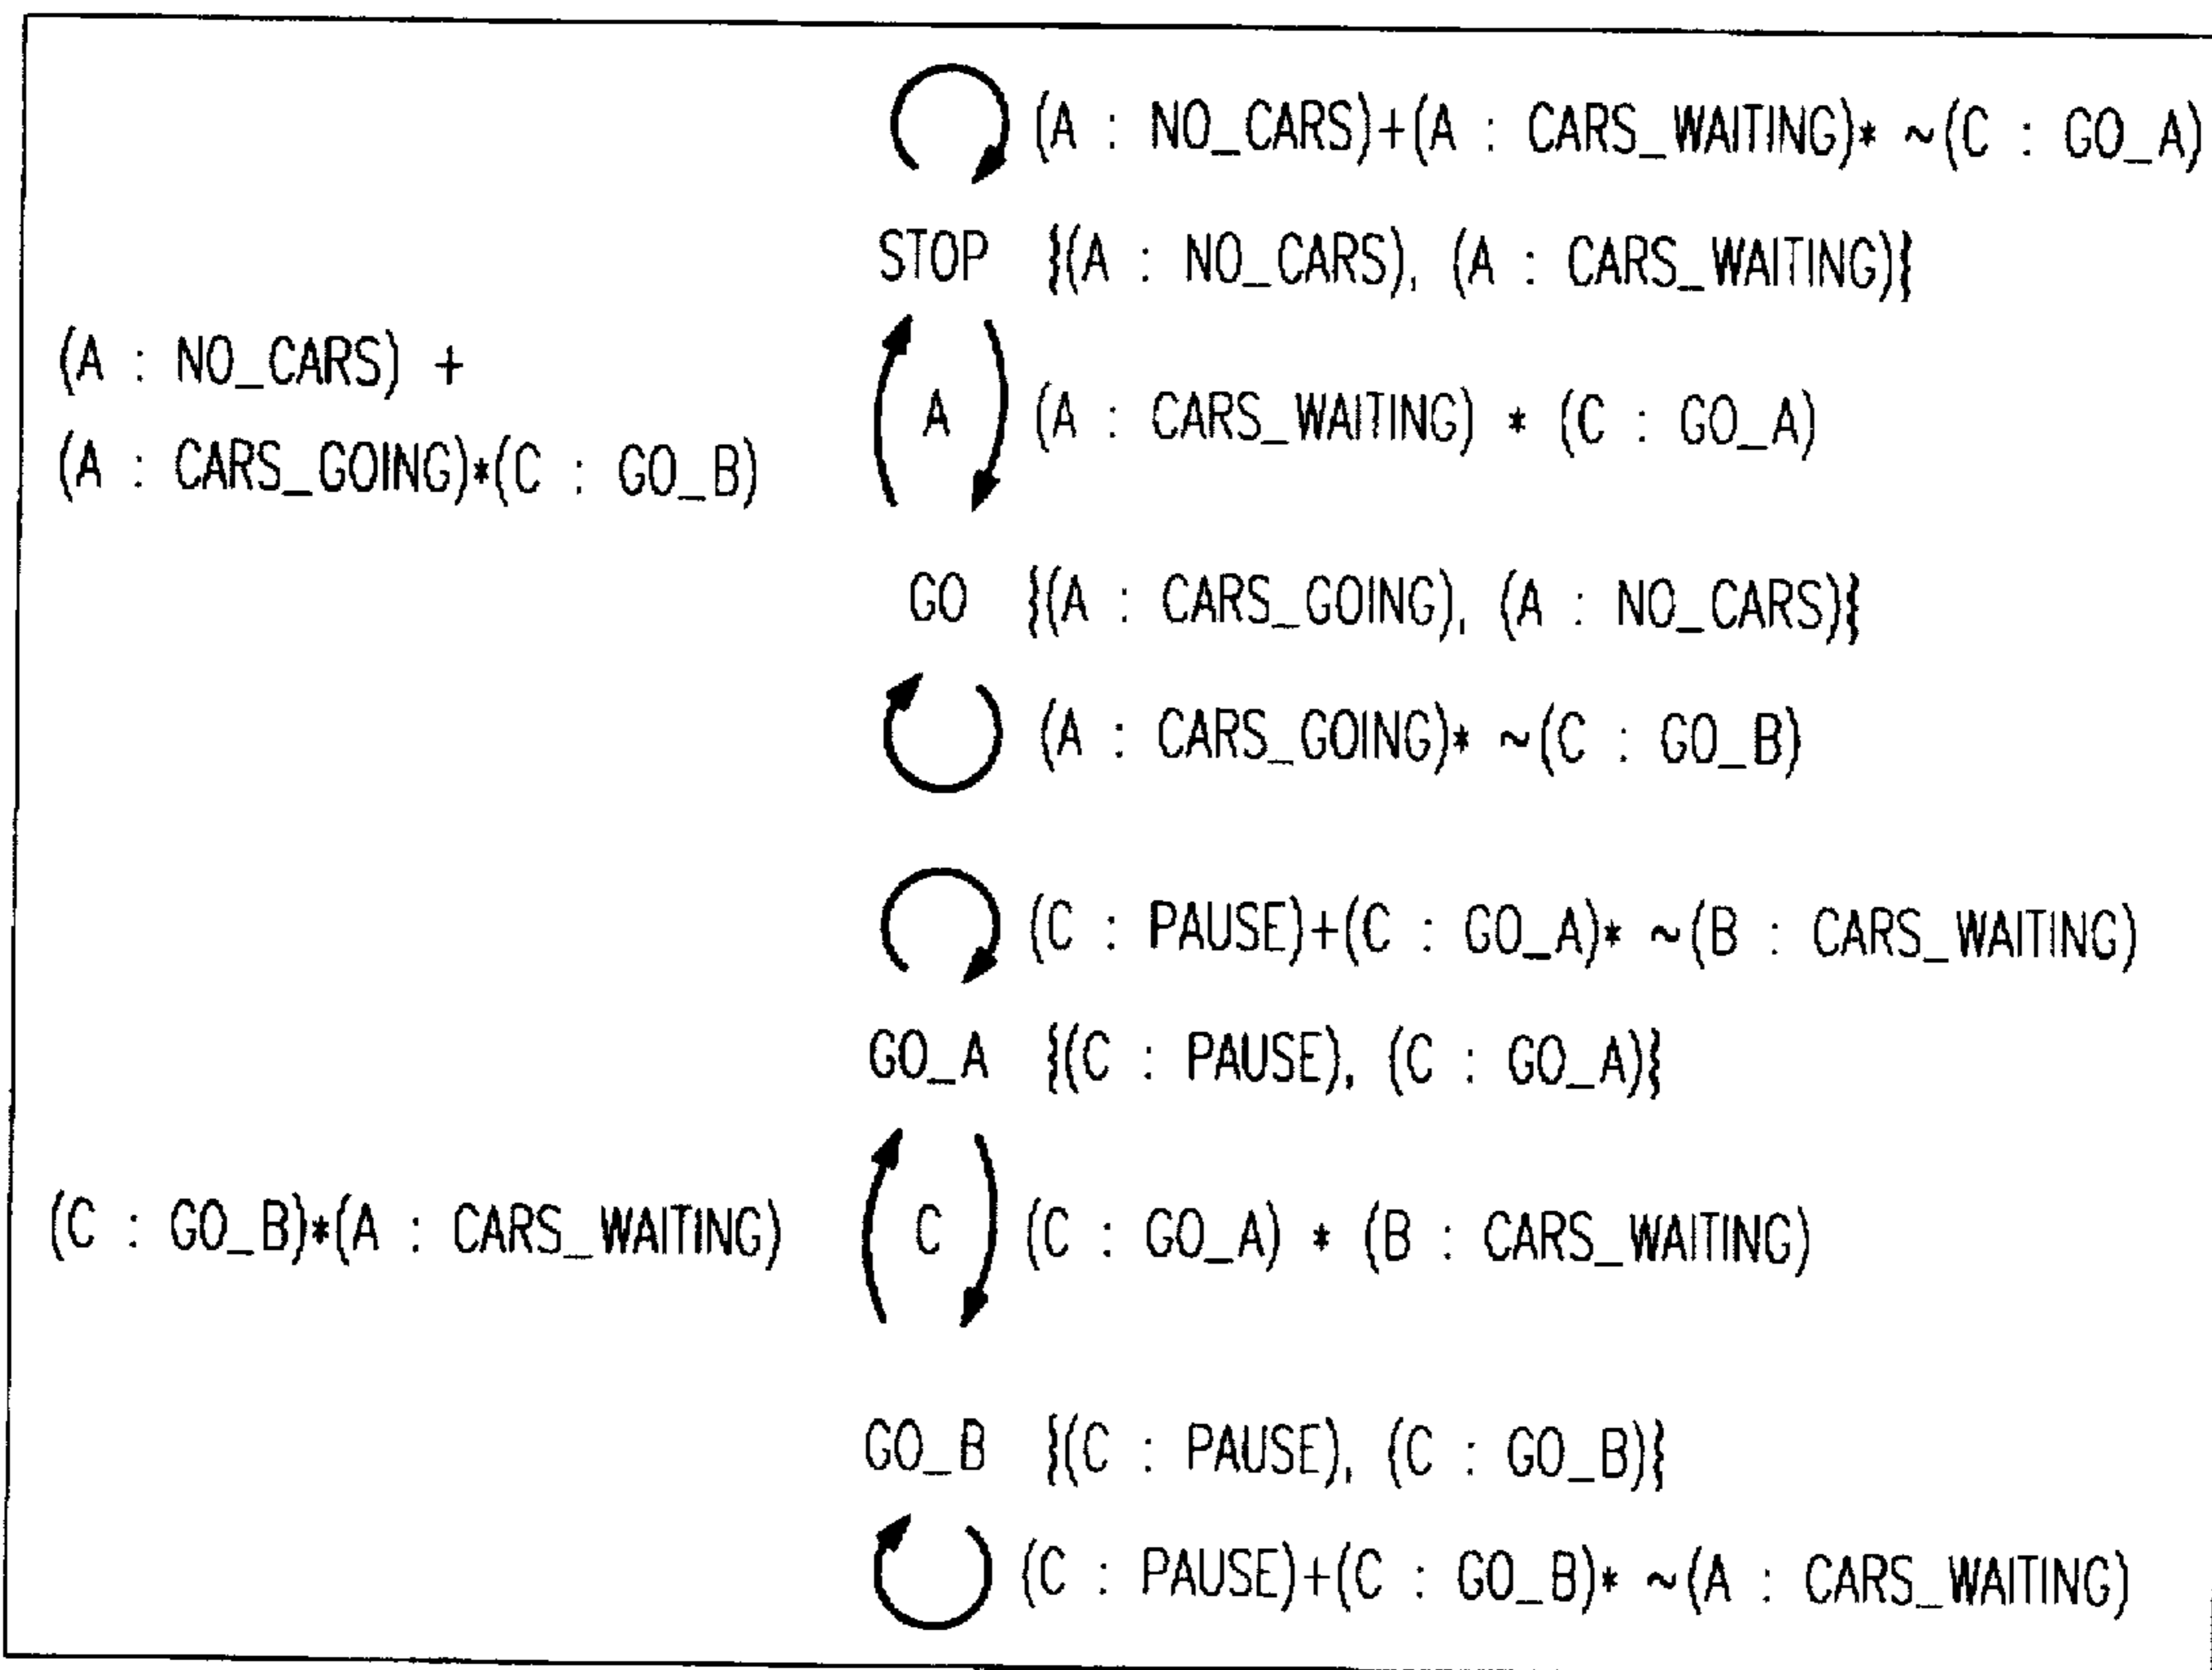 (A : NO_CARS)+(A : CARS_WAITING)* ~(C : GO_A)
STOP {(A : NO_CARS), (A : CARS_WAITING)}
(A : NO_CARS) +
(A : CARS_GOING)*(C : GO_B)
A (A : CARS_WAITING) * (C : GO_A)
GO {(A : CARS_GOING), (A : NO_CARS)}
(A : CARS_GOING)* ~(C : GO_B)
(C : PAUSE)+(C : GO_A)* ~(B : CARS_WAITING)
GO_A {(C : PAUSE), (C : GO_A)}
(C : GO_B)*(A : CARS_WAITING) C (C : GO_A) * (B : CARS_WAITING)
GO_B {(C : PAUSE), (C : GO_B)}
(C : PAUSE)+(C : GO_B)* ~(A : CARS_WAITING)